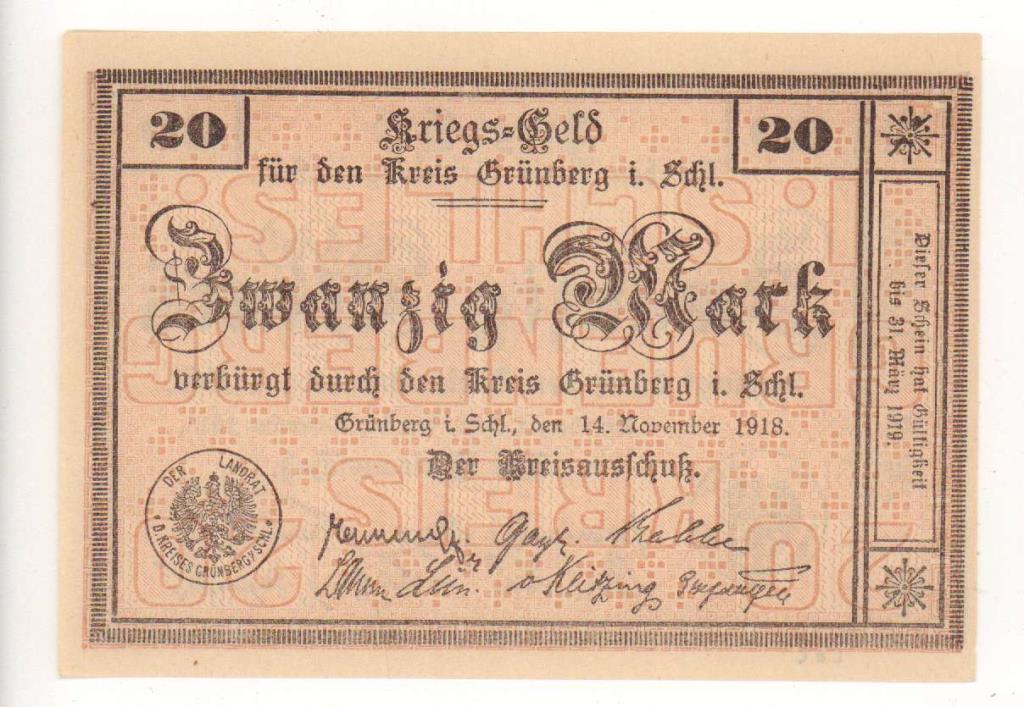 20
Kriegs-Geld
20
für den Kreis Grünberg i. Schl.
Zwanzig Mark
verbürgt durch den Kreis Grünberg i. Schl.
Grünberg i. Schl., den 14. November 1918.
Der Kreisausschuß.
DER LANDRAT
* D. KREISES GRÜNBERG i/SCHL. *
v Klitzing
Dieser Schein hat Gültigkeit
bis 31. März 1919.